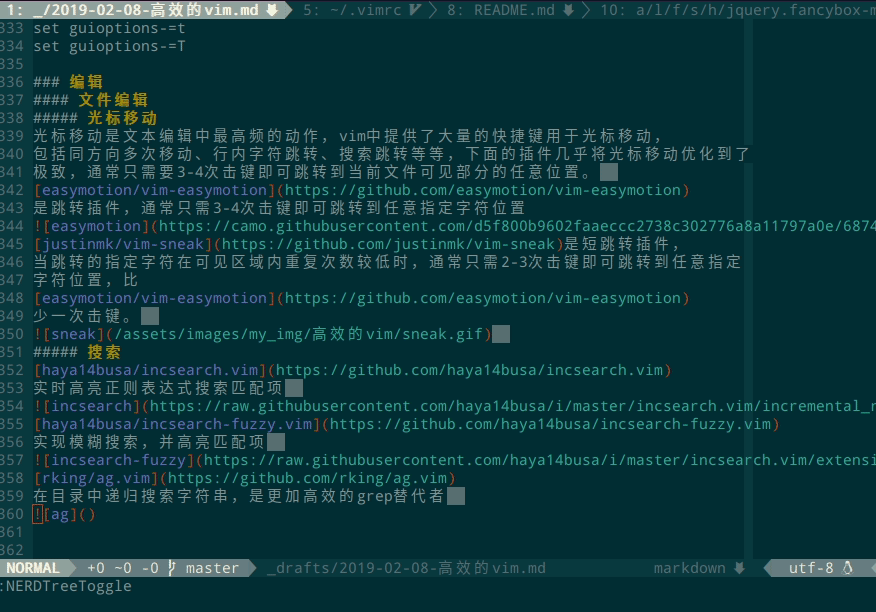 1: _/2019-02-08-高效的vim.md 5: ~/.vimrc 8: README.md 10: a/l/f/s/h/jquery.fancybox-m
333 set guioptions-=t
334 set guioptions-=T
335
336 ### 编辑
337 #### 文件编辑
338 ##### 光标移动
339 光标移动是文本编辑中最高频的动作，vim中提供了大量的快捷键用于光标移动，
340 包括同方向多次移动、行内字符跳转、搜索跳转等等，下面的插件几乎将光标移动优化到了
341 极致，通常只需要3-4次击键即可跳转到当前文件可见部分的任意位置。
342 [easymotion/vim-easymotion](https://github.com/easymotion/vim-easymotion)
343 是跳转插件，通常只需3-4次击键即可跳转到任意指定字符位置
344 ![easymotion](https://camo.githubusercontent.com/d5f800b9602faaeccc2738c302776a8a11797a0e/6874
345 [justinmk/vim-sneak](https://github.com/justinmk/vim-sneak)是短跳转插件，
346 当跳转的指定字符在可见区域内重复次数较低时，通常只需2-3次击键即可跳转到任意指定
347 字符位置，比
348 [easymotion/vim-easymotion](https://github.com/easymotion/vim-easymotion)
349 少一次击键。
350 ![sneak](/assets/images/my_img/高效的vim/sneak.gif)
351 ##### 搜索
352 [haya14busa/incsearch.vim](https://github.com/haya14busa/incsearch.vim)
353 实时高亮正则表达式搜索匹配项
354 ![incsearch](https://raw.githubusercontent.com/haya14busa/i/master/incsearch.vim/incremental_r
355 [haya14busa/incsearch-fuzzy.vim](https://github.com/haya14busa/incsearch-fuzzy.vim)
356 实现模糊搜索，并高亮匹配项
357 ![incsearch-fuzzy](https://raw.githubusercontent.com/haya14busa/i/master/incsearch.vim/extensi
358 [rking/ag.vim](https://github.com/rking/ag.vim)
359 在目录中递归搜索字符串，是更加高效的grep替代者
360 ![ag]()
361
362
NORMAL +0 ~0 -0 master _drafts/2019-02-08-高效的vim.md markdown utf-8
:NERDTreeToggle